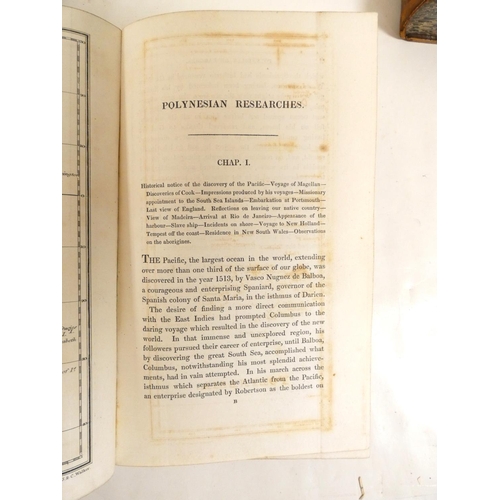 POLYNESIAN RESEARCHES.
CHAP. I.
Historical notice of the discovery of the Pacific—Voyage of Magellan—
Discoveries of Cook—Impressions produced by his voyages—Missionary
appointment to the South Sea Islands—Embarkation at Portsmouth—
Last view of England. Reflections on leaving our native country—
View of Madeira—Arrival at Rio de Janeiro—Appearance of the
harbour—Slave ship—Incidents on shore—Voyage to New Holland—
Tempest off the coast—Residence in New South Wales—Observations
on the aborigines.
THE Pacific, the largest ocean in the world, extending
over more than one third of the surface of our globe, was
discovered in the year 1513, by Vasco Nugnez de Balboa,
a courageous and enterprising Spaniard, governor of the
Spanish colony of Santa Maria, in the isthmus of Darien.
The desire of finding a more direct communication
with the East Indies had prompted Columbus to the
daring voyage which resulted in the discovery of the new
world. In that immense and unexplored region, his
followers pursued their career of enterprise, until Balboa,
by discovering the great South Sea, accomplished what
Columbus, notwithstanding his most splendid achieve-
ments, had in vain attempted. In his march across the
isthmus which separates the Atlantic from the Pacific,
an enterprise designated by Robertson as the boldest on
B
J. & C. Walker